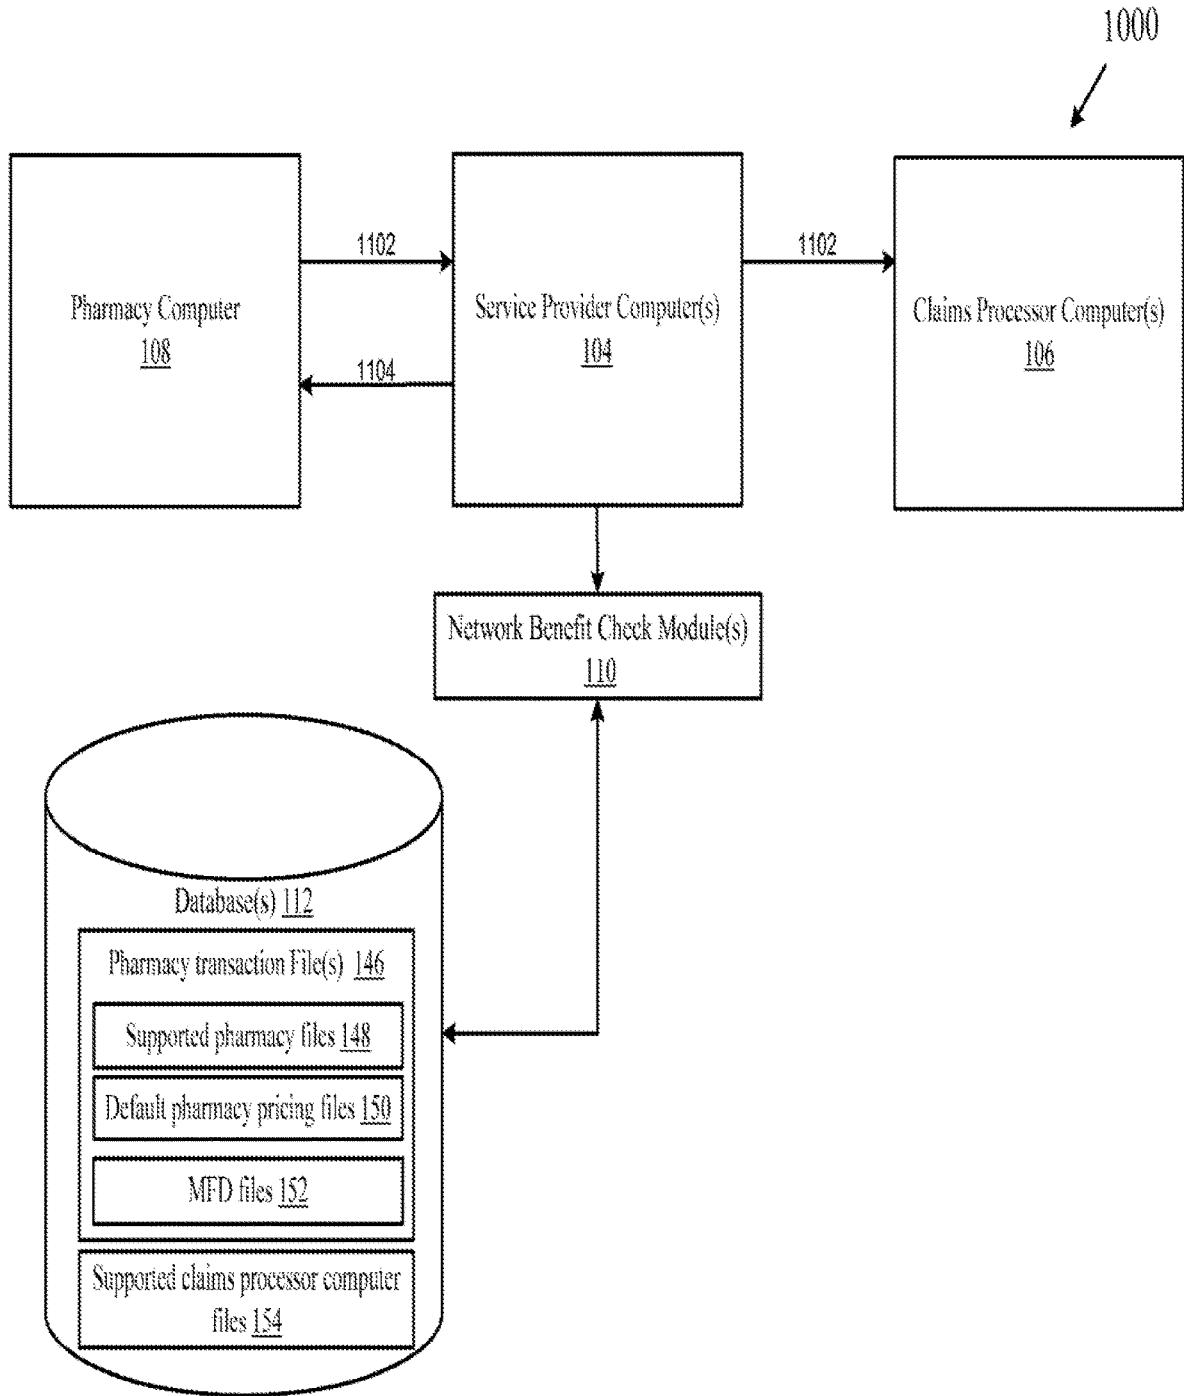 1000
1102
1102
Pharmacy Computer
108
Service Provider Computer(s)
104
Claims Processor Computer(s)
106
1104
Network Benefit Check Module(s)
110
Database(s) 112
Pharmacy transaction File(s) 146
Supported pharmacy files 148
Default pharmacy pricing files 150
MFD files 152
Supported claims processor computer
files 154